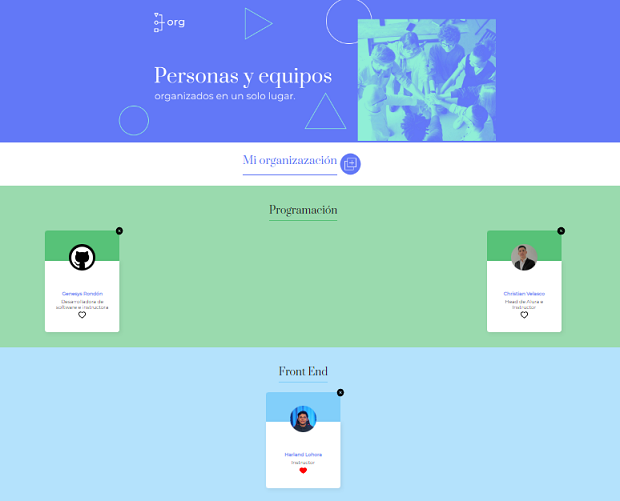 org
Personas y equipos
organizados en un solo lugar.
Mi organizazación
Programación
Genesys Rondón
Desarrolladora de
software e instructora
Christian Velasco
Head de Alura e
Instructor
Front End
Harland Lohora
Instructor